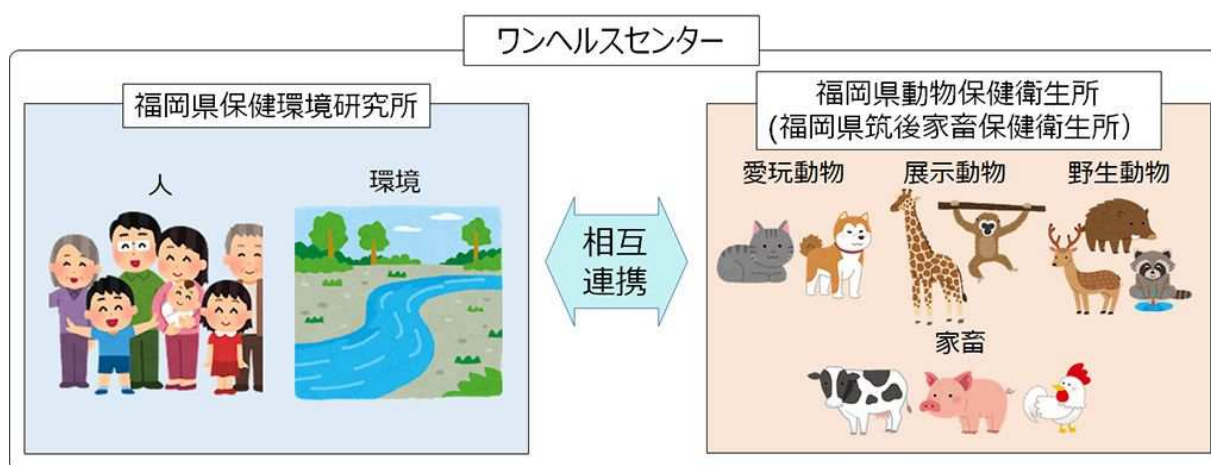 ワンヘルスセンター
福岡県保健環境研究所
人
環境
相互
連携
福岡県動物保健衛生所
(福岡県筑後家畜保健衛生所）
愛玩動物
展示動物
野生動物
家畜